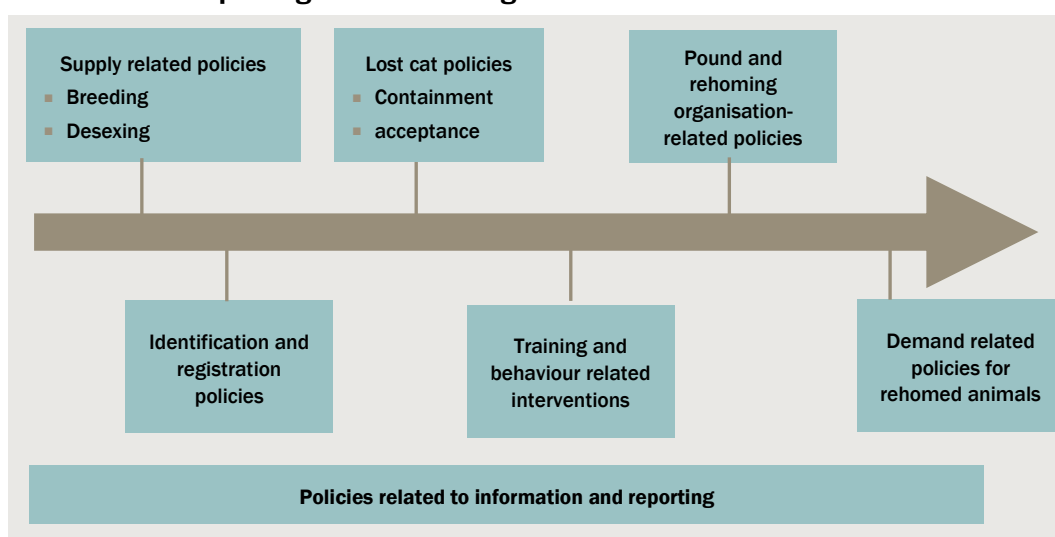 Supply related policies
▪ Breeding
▪ Desexing
Lost cat policies
▪ Containment
▪ acceptance
Pound and
rehoming
organisation-
related policies
Identification and
registration
policies
Training and
behaviour related
interventions
Demand related
policies for
rehomed animals
Policies related to information and reporting